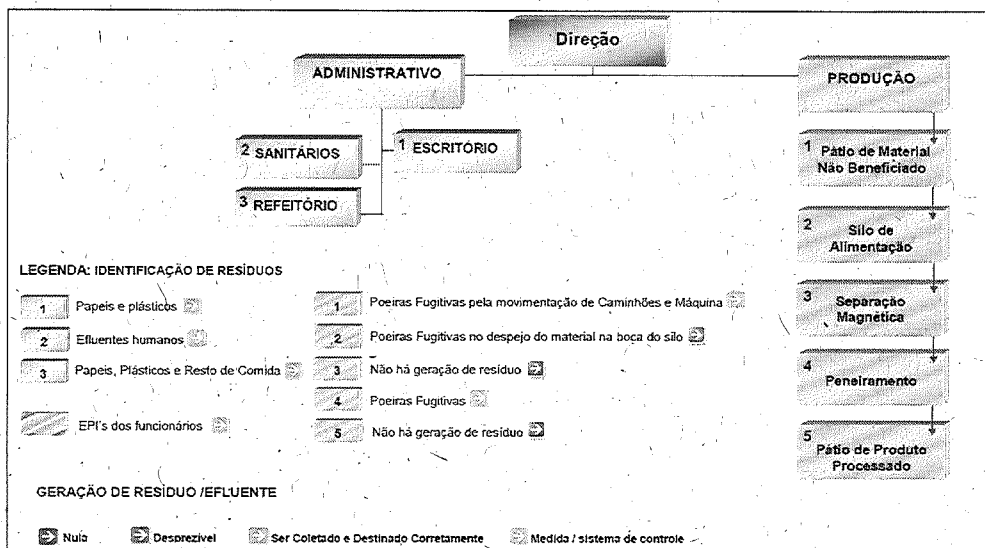 Direção
ADMINISTRATIVO
PRODUÇÃO
2 SANITÁRIOS
1 ESCRITÓRIO
3 REFEITÓRIO
1 Pátio de Material
Não Beneficiado
2 Silo de
Alimentação
3 Separação
Magnética
4 Peneiramento
5 Pátio de Produto
Processado
LEGENDA: IDENTIFICAÇÃO DE RESÍDUOS
1 Papeis e plásticos
2 Efluentes humanos
3 Papeis, Plásticos e Resto de Comida
EPI's dos funcionários
1 Poeiras Fugitivas pela movimentação de Caminhões e Máquina
2 Poeiras Fugitivas no despejo do material na boca do silo
3 Não há geração de resíduo
4 Poeiras Fugitivas
5 Não há geração de resíduo
GERAÇÃO DE RESÍDUO /EFLUENTE
Nula
Desprezível
Ser Coletado e Destinado Corretamente
Medida / sistema de controle